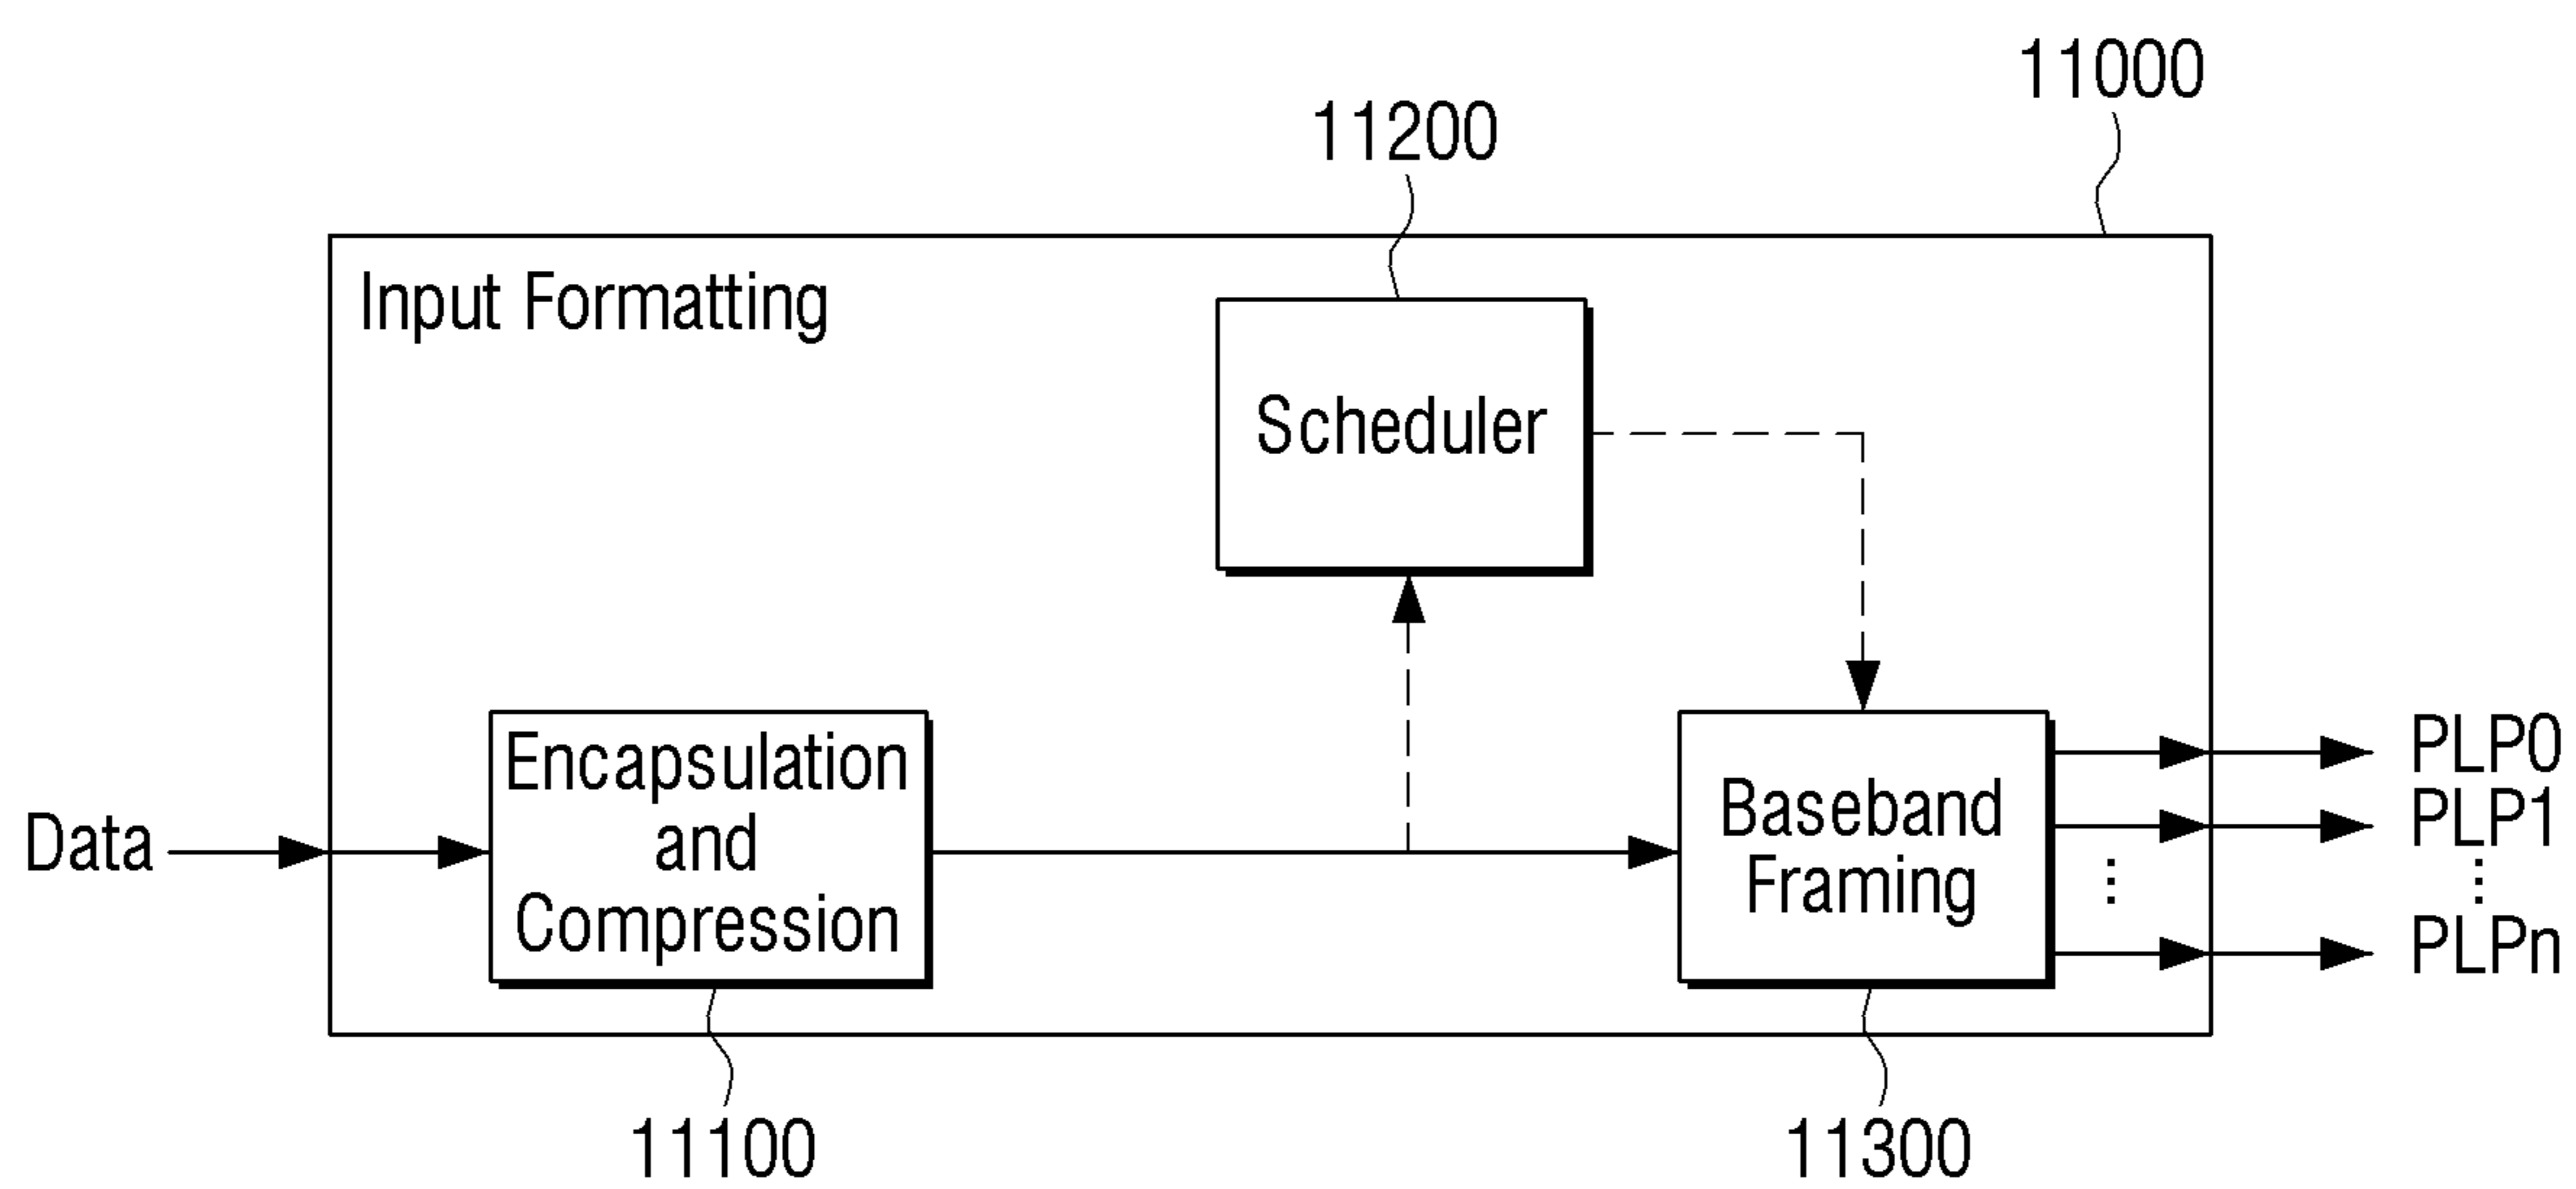 11000
11200
Input Formatting
Scheduler
Encapsulation
and
Compression
Data
Baseband
Framing
PLP0
PLP1
⋮
⋮
PLPn
11100
11300